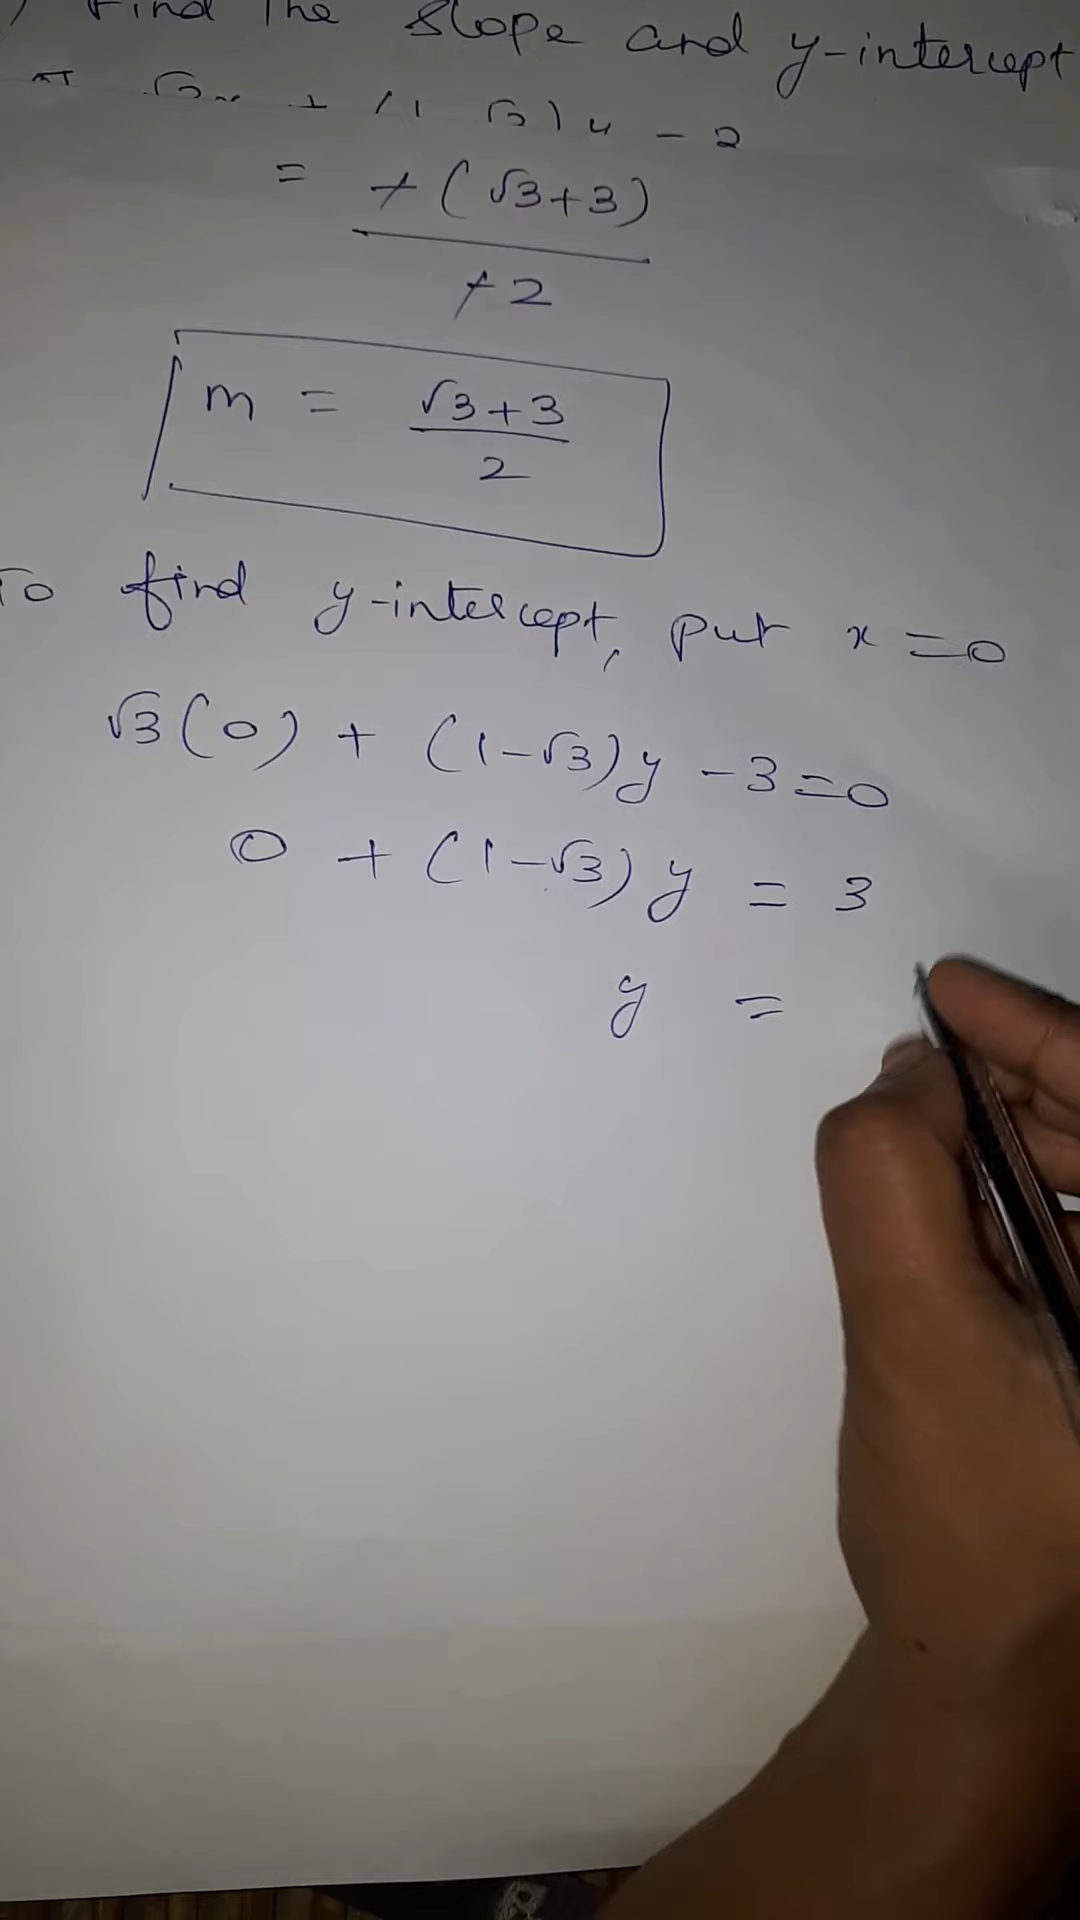 Find The slope and y-intercept
= +(√3+3)
+2
m = √3+3
2
To find y-intercept, put x=0
√3(0) + (1-√3)y -3=0
0 + (1-√3)y = 3
y =